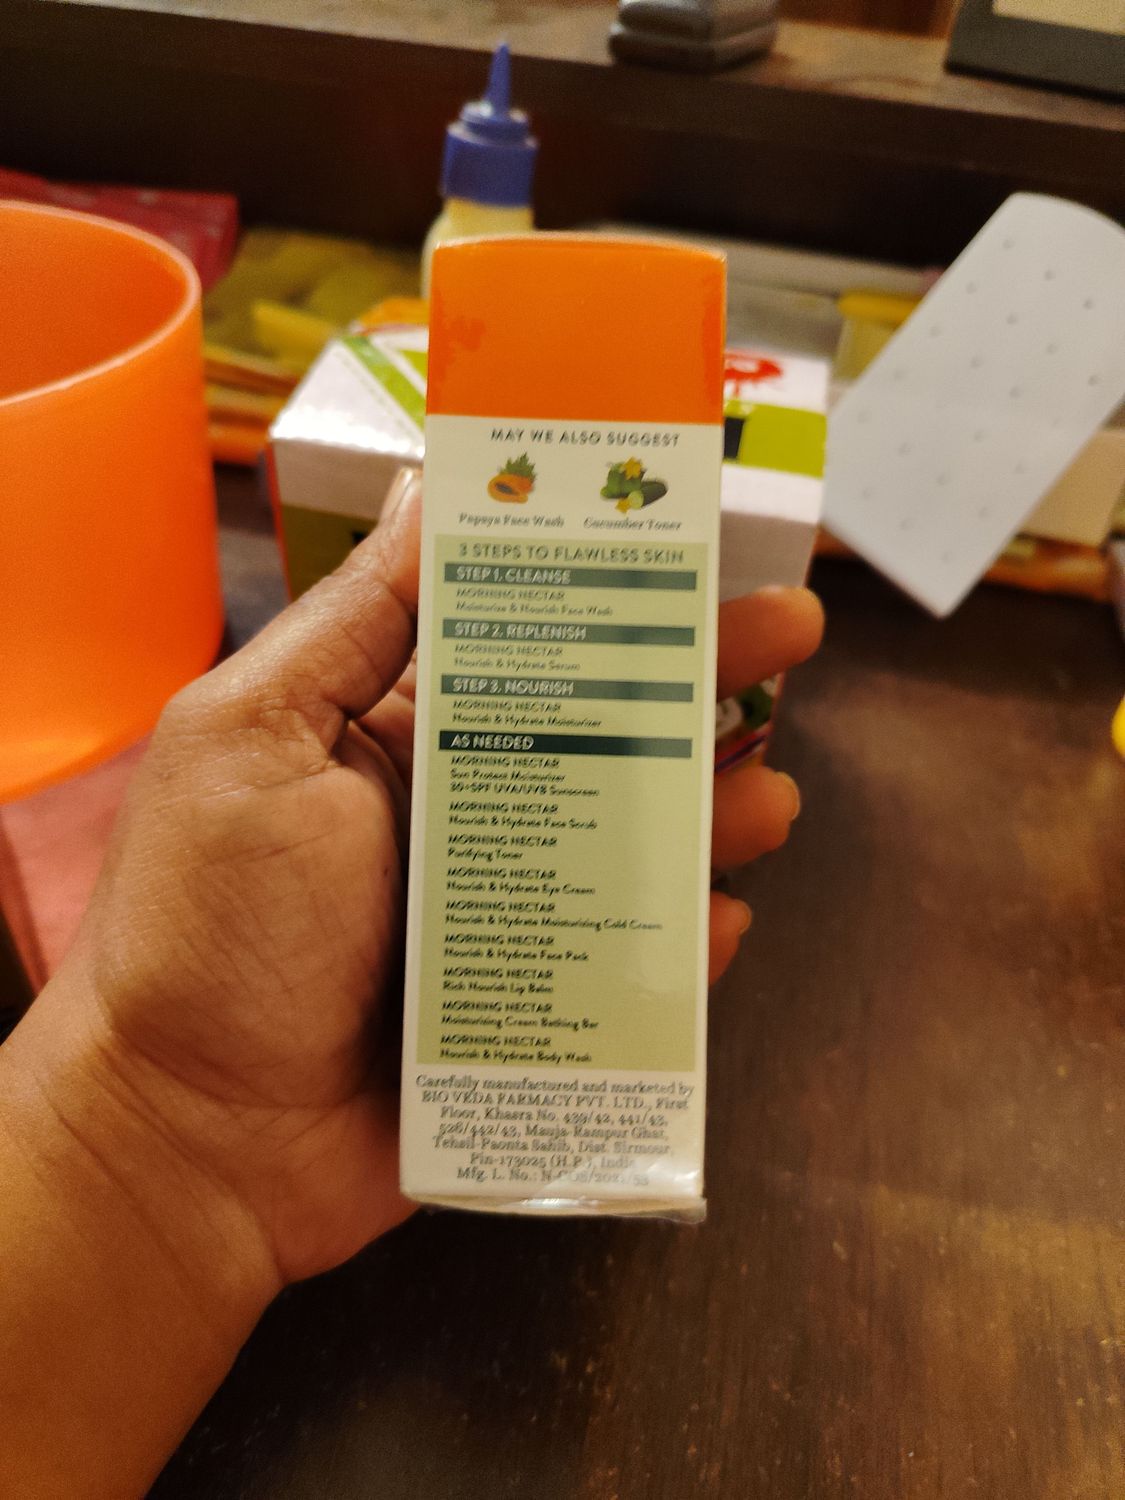 MAY WE ALSO SUGGEST
Papaya Face Wash
Cucumber Toner
3 STEPS TO FLAWLESS SKIN
STEP 1. CLEANSE
MORNING NECTAR
Moisturize & Nourish Face Wash
STEP 2. REPLENISH
MORNING NECTAR
Nourish & Hydrate Serum
STEP 3. NOURISH
MORNING NECTAR
Nourish & Hydrate Moisturizer
AS NEEDED
MORNING NECTAR
Sun Protect Moisturizer
30+SPF UVA/UVB Sunscreen
MORNING NECTAR
Nourish & Hydrate Face Scrub
MORNING NECTAR
Purifying Toner
MORNING NECTAR
Nourish & Hydrate Eye Cream
MORNING NECTAR
Nourish & Hydrate Moisturizing Cold Cream
MORNING NECTAR
Nourish & Hydrate Face Pack
MORNING NECTAR
Rich Nourish Lip Balm
MORNING NECTAR
Moisturizing Cream Bathing Bar
MORNING NECTAR
Nourish & Hydrate Body Wash
Carefully manufactured and marketed by
BIO VEDA FARMACY PVT. LTD., First
Floor, Khasra No. 439/42, 441/43,
526/442/43, Mauja-Rampur Ghat,
Tehsil-Paonta Sahib, Dist. Sirmour,
Pin-173025 (H.P.), India
Mfg. L. No.: